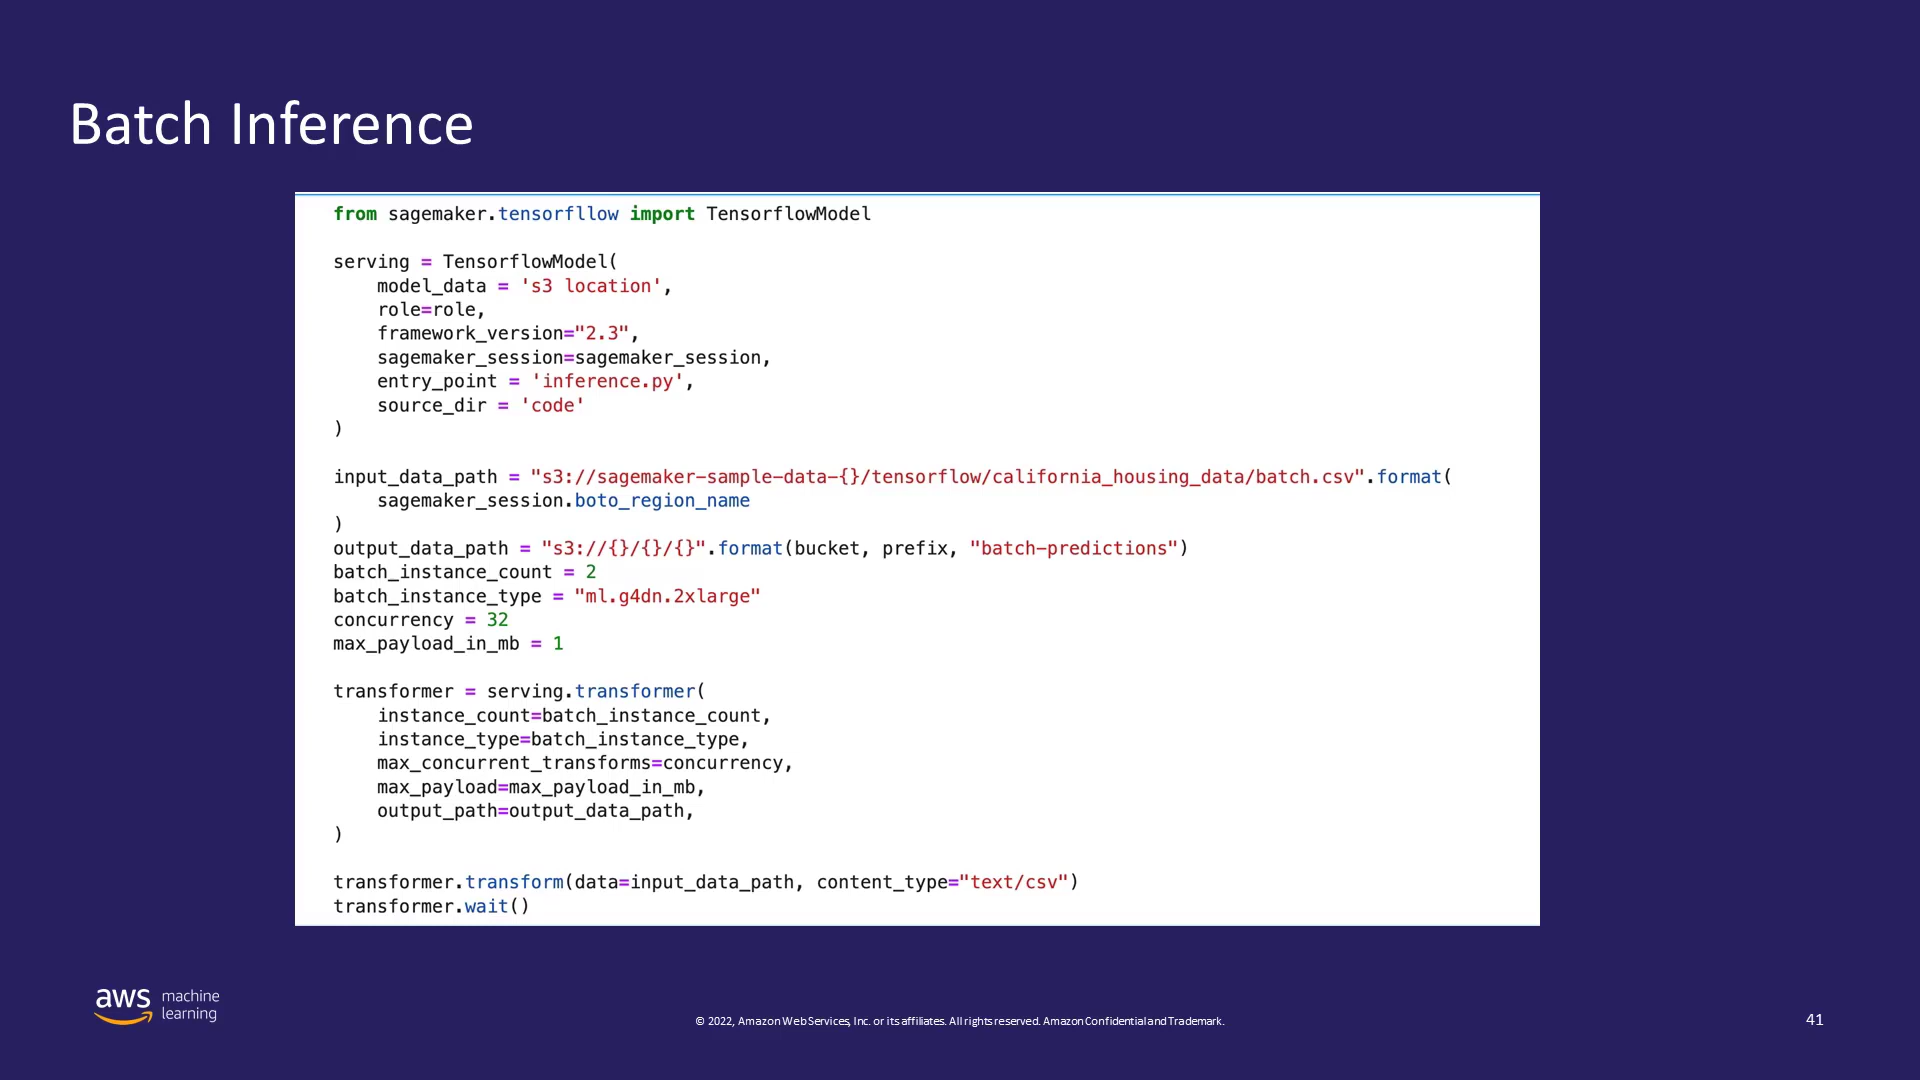 Batch Inference
from sagemaker.tensorfllow import TensorflowModel
serving = TensorflowModel(
    model_data = 's3 location',
    role=role,
    framework_version="2.3",
    sagemaker_session=sagemaker_session,
    entry_point = 'inference.py',
    source_dir = 'code'
)
input_data_path = "s3://sagemaker-sample-data-{}/tensorflow/california_housing_data/batch.csv".format(
    sagemaker_session.boto_region_name
)
output_data_path = "s3://{}/{}/{}".format(bucket, prefix, "batch-predictions")
batch_instance_count = 2
batch_instance_type = "ml.g4dn.2xlarge"
concurrency = 32
max_payload_in_mb = 1
transformer = serving.transformer(
    instance_count=batch_instance_count,
    instance_type=batch_instance_type,
    max_concurrent_transforms=concurrency,
    max_payload=max_payload_in_mb,
    output_path=output_data_path,
)
transformer.transform(data=input_data_path, content_type="text/csv")
transformer.wait()
aws machine learning
© 2022, Amazon Web Services, Inc. or its affiliates. All rights reserved. Amazon Confidential and Trademark.
41